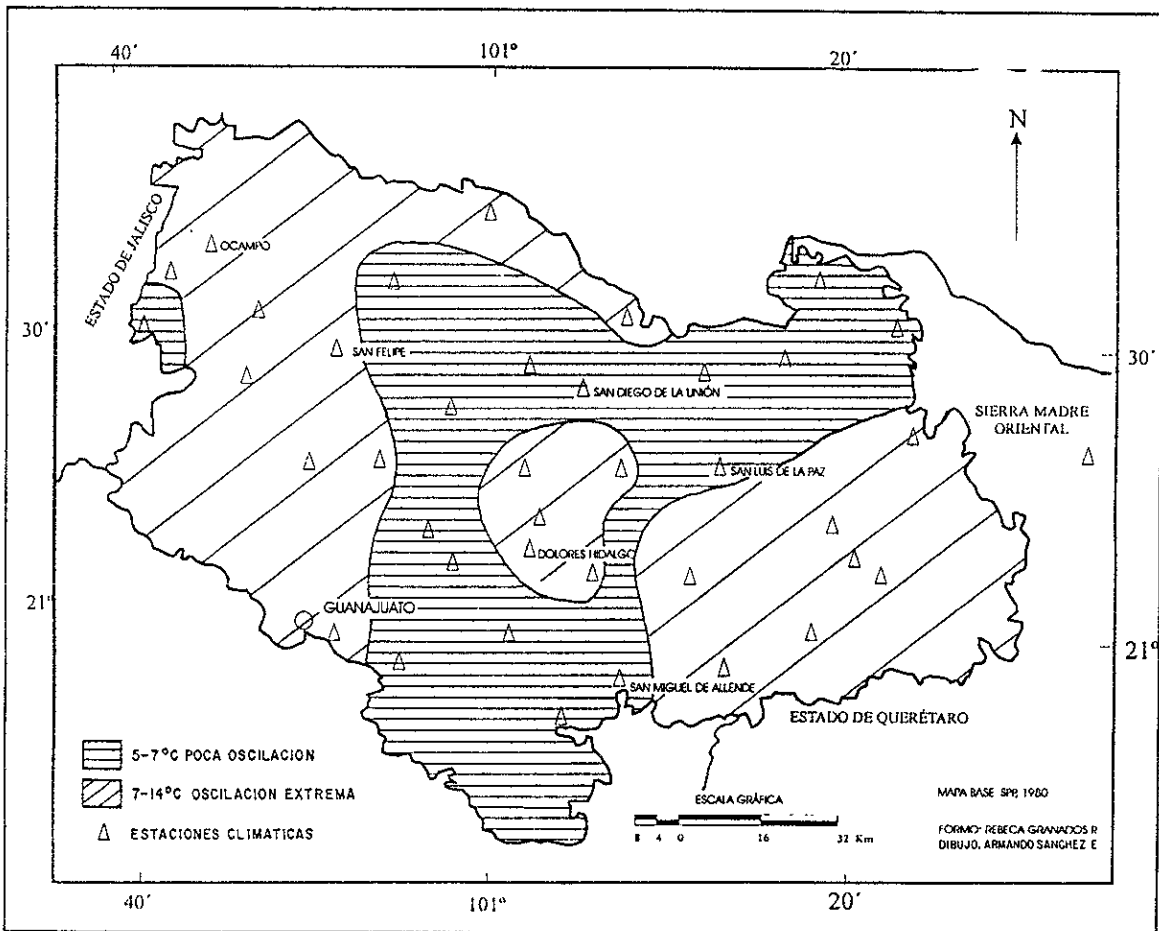 40′ 101° 20′
N
ESTADO DE JALISCO
OCAMPO
30′ 30′
SAN FELIPE
SAN DIEGO DE LA UNIÓN
SIERRA MADRE
ORIENTAL
SAN LUIS DE LA PAZ
DOLORES HIDALGO
21° 21°
GUANAJUATO
SAN MIGUEL DE ALLENDE
ESTADO DE QUERÉTARO
5-7°C POCA OSCILACION
7-14°C OSCILACION EXTREMA
ESTACIONES CLIMATICAS
ESCALA GRÁFICA
8 4 0 16 32 Km
MAPA BASE SPP, 1980
FORMO: REBECA GRANADOS R
DIBUJO, ARMANDO SANCHEZ E
40′ 101° 20′